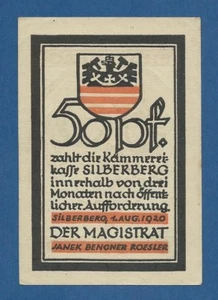 50 pf.
zahlt die Kämmerei-
kasse SILBERBERG
innerhalb von drei
Monaten nach öffent-
licher Aufforderung
SILBERBERG, 1. AUG. 1920
DER MAGISTRAT
JANEK BENGNER ROESLER